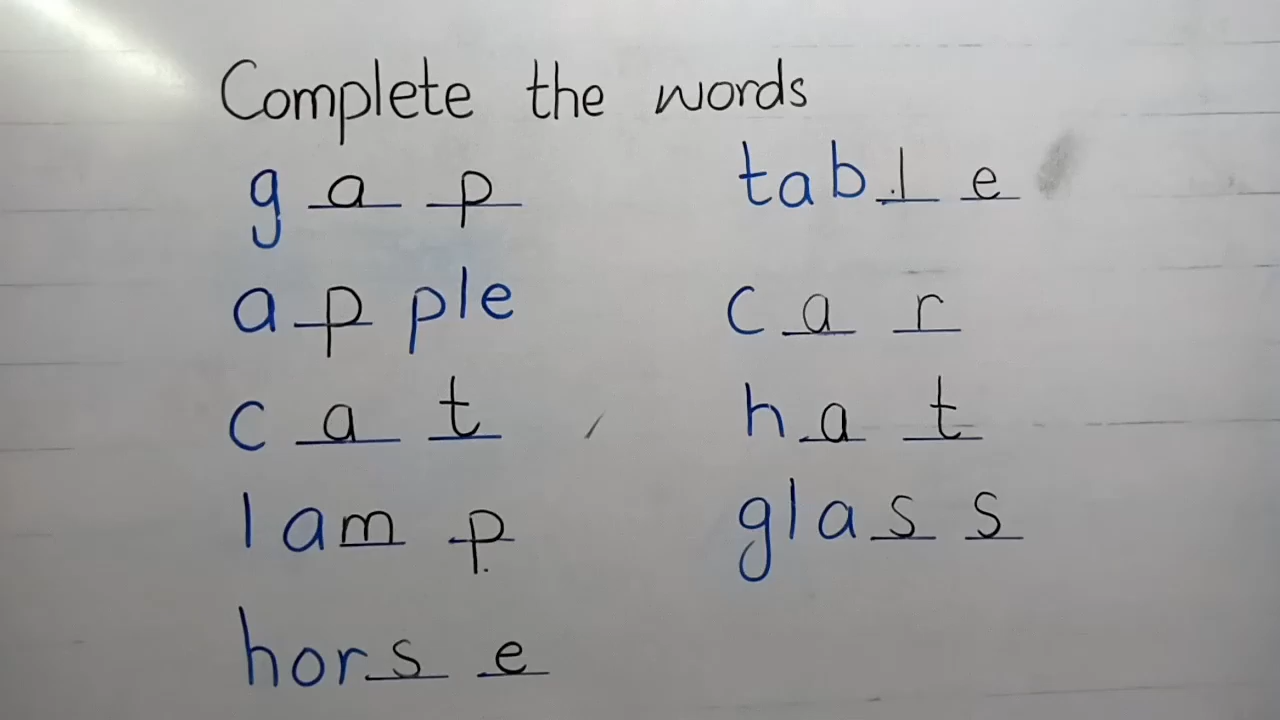 Complete the words
gap table
apple car
cat hat
lamp glass
horse